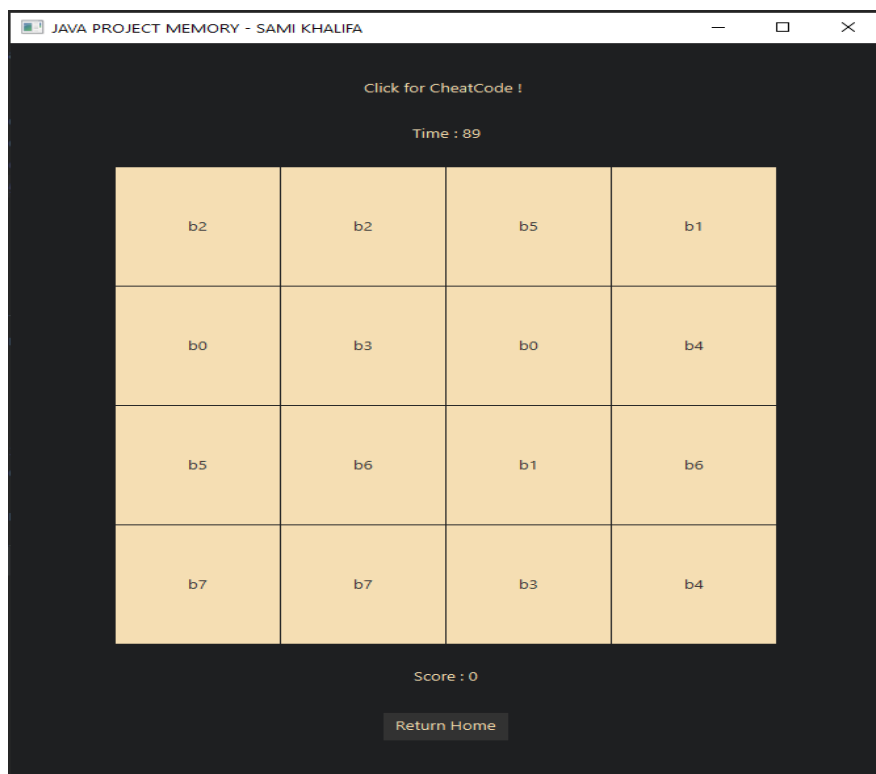 JAVA PROJECT MEMORY - SAMI KHALIFA
Click for CheatCode !
Time : 89
b2 b2 b5 b1
b0 b3 b0 b4
b5 b6 b1 b6
b7 b7 b3 b4
Score : 0
Return Home